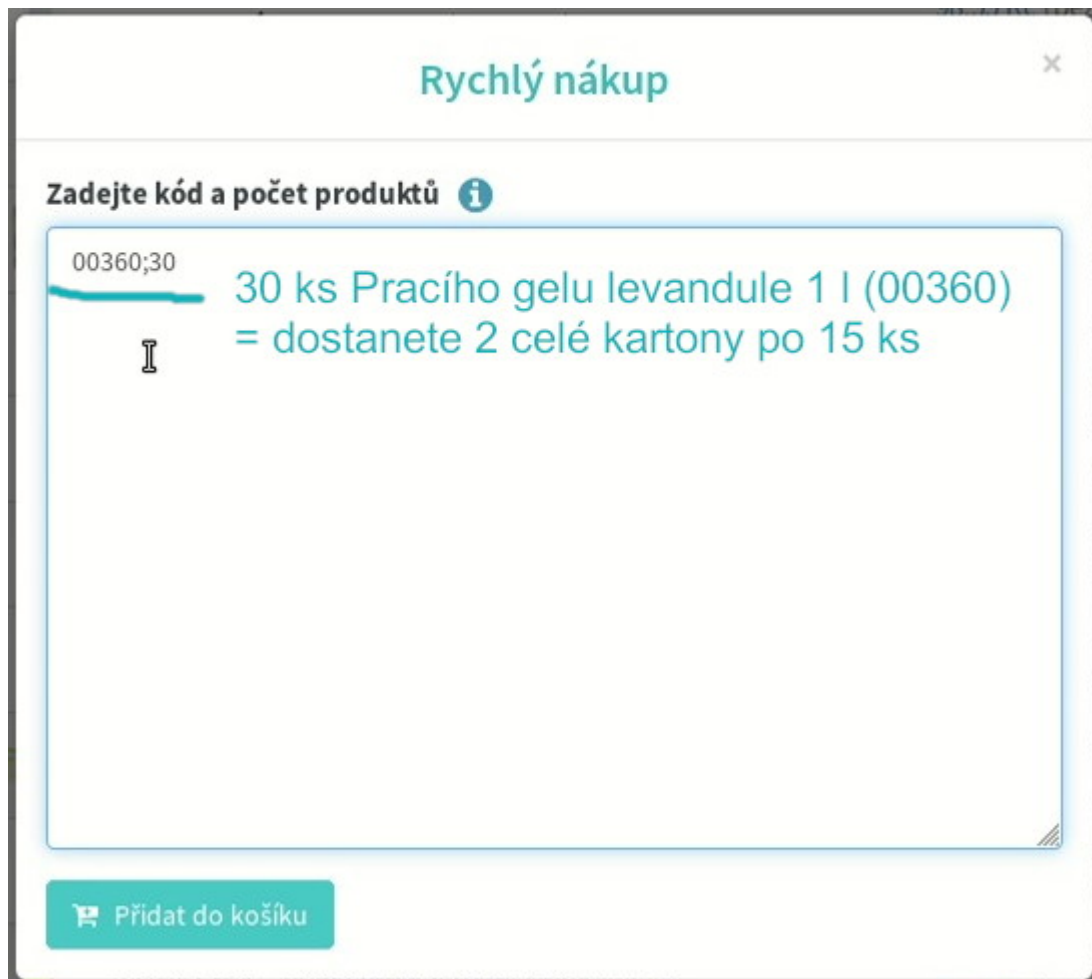 Rychlý nákup
×
Zadejte kód a počet produktů
00360;30
30 ks Pracího gelu levandule 1 l (00360)
= dostanete 2 celé kartony po 15 ks
Přidat do košíku